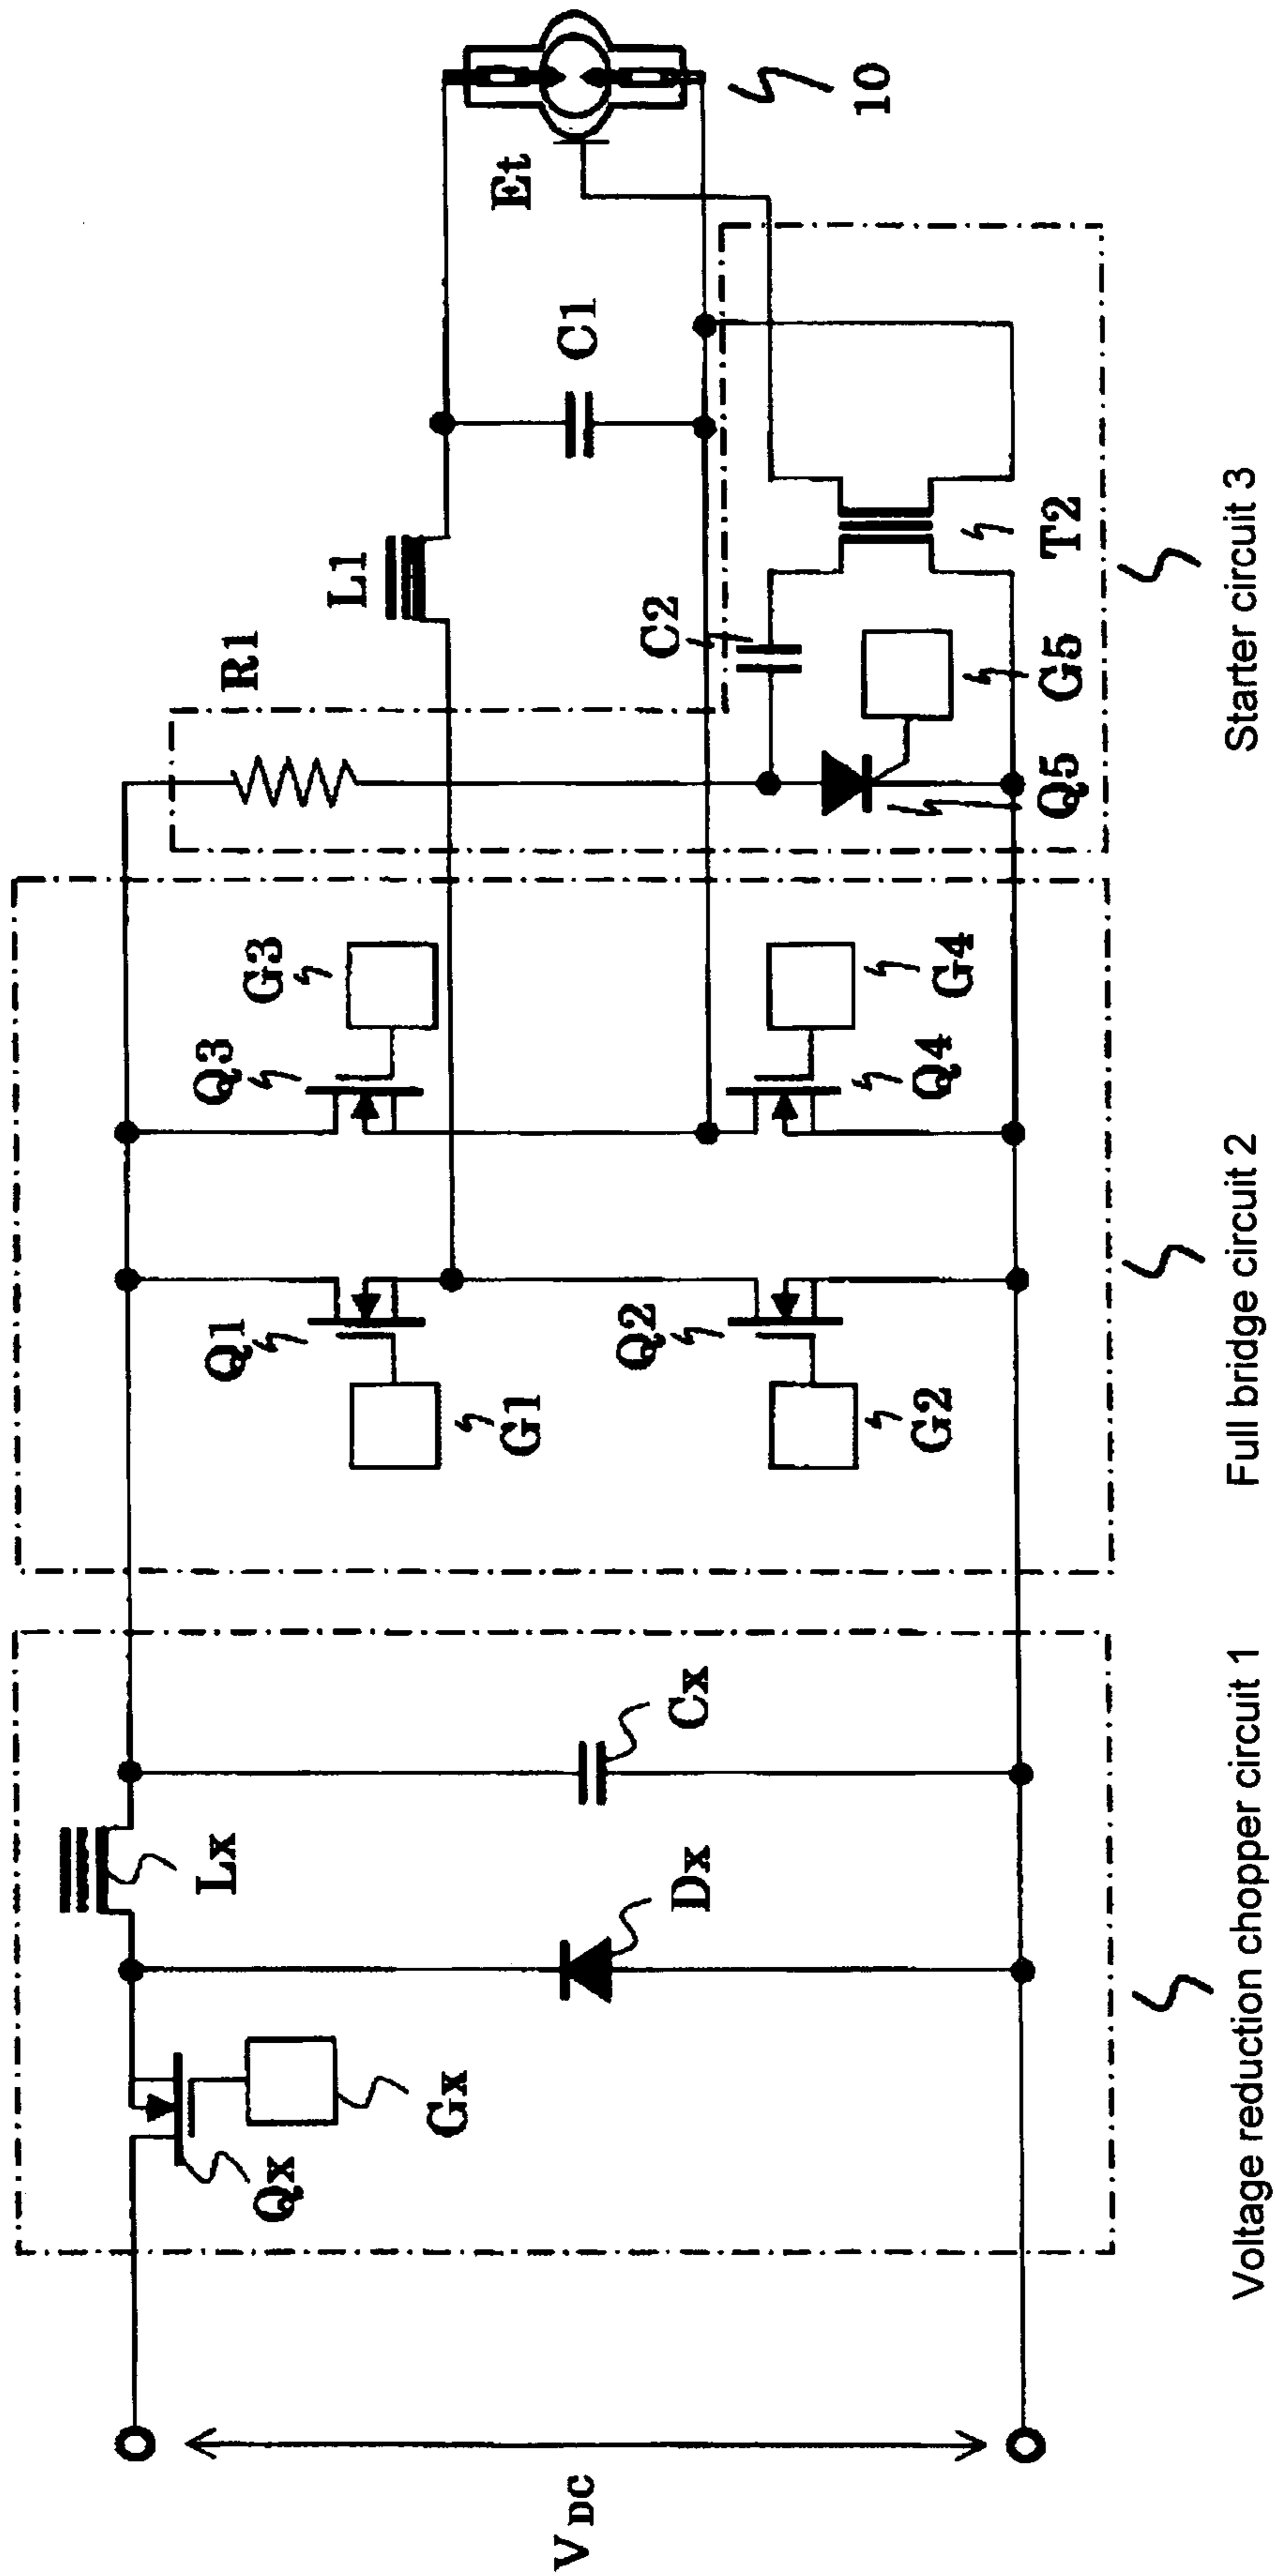 V DC
Qx
Gx
Lx
Dx
Cx
Voltage reduction chopper circuit 1
Q1
G1
Q2
G2
Q3
G3
Q4
G4
Full bridge circuit 2
R1
L1
C2
Q5
G5
T2
C1
Et
10
Starter circuit 3